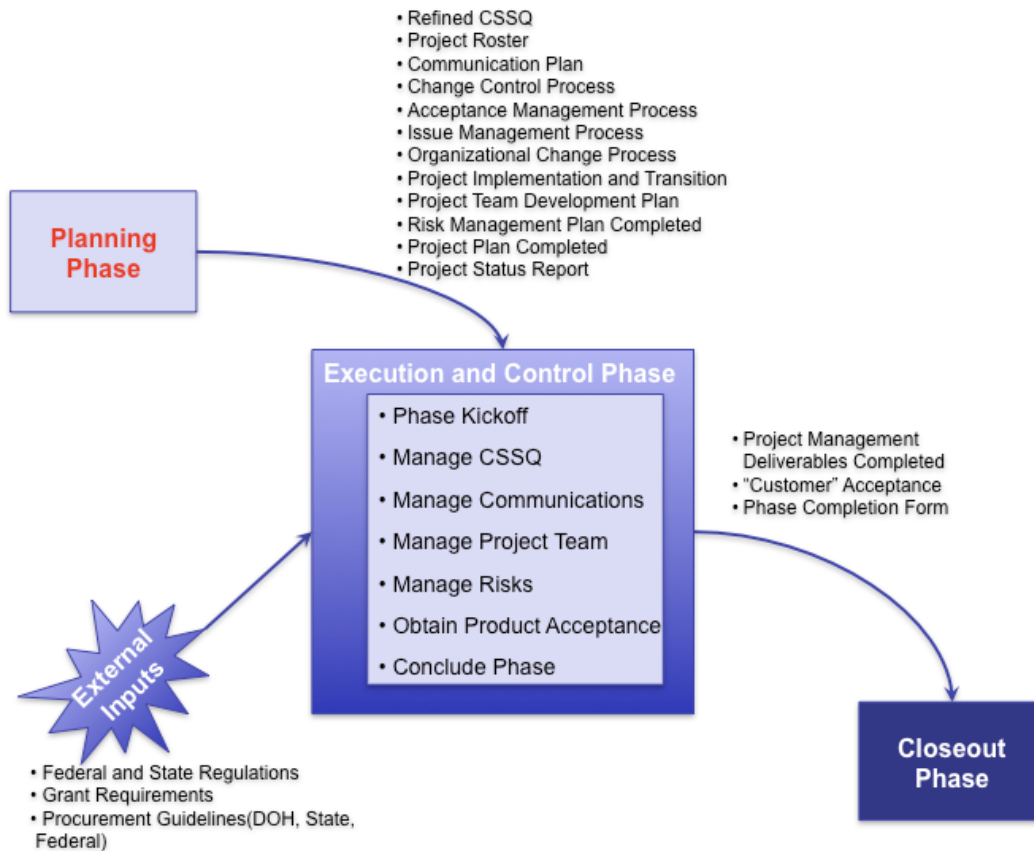 • Refined CSSQ
• Project Roster
• Communication Plan
• Change Control Process
• Acceptance Management Process
• Issue Management Process
• Organizational Change Process
• Project Implementation and Transition
• Project Team Development Plan
• Risk Management Plan Completed
• Project Plan Completed
• Project Status Report
Planning
Phase
Execution and Control Phase
• Phase Kickoff
• Manage CSSQ
• Manage Communications
• Manage Project Team
• Manage Risks
• Obtain Product Acceptance
• Conclude Phase
• Project Management
Deliverables Completed
• “Customer” Acceptance
• Phase Completion Form
External
Inputs
• Federal and State Regulations
• Grant Requirements
• Procurement Guidelines(DOH, State,
Federal)
Closeout
Phase